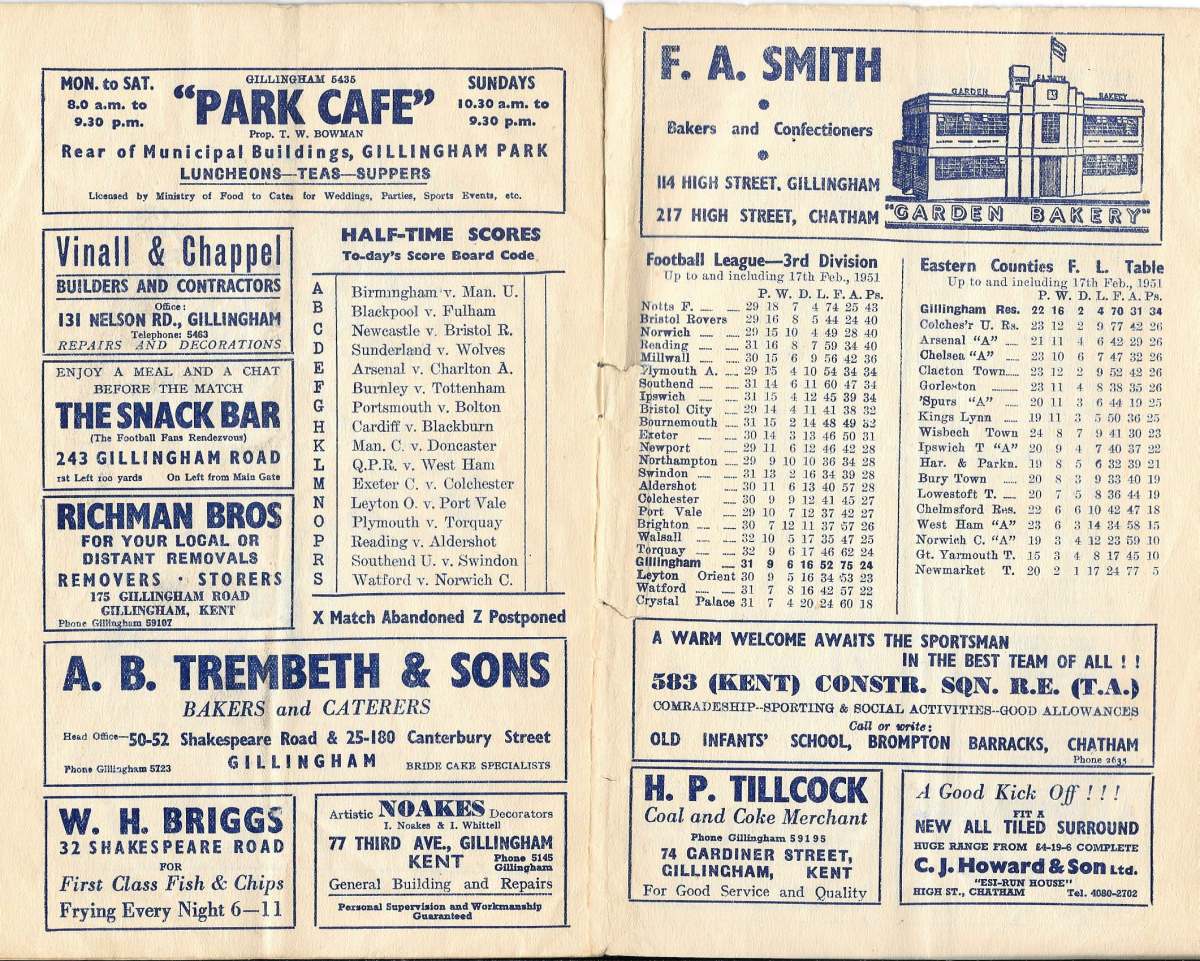 MON. to SAT.
8.0 a.m. to
9.30 p.m.
GILLINGHAM 5435
"PARK CAFE"
Prop. T. W. BOWMAN
SUNDAYS
10.30 a.m. to
9.30 p.m.
Rear of Municipal Buildings, GILLINGHAM PARK
LUNCHEONS—TEAS—SUPPERS
Licensed by Ministry of Food to Cater for Weddings, Parties, Sports Events, etc.
Vinall & Chappel
BUILDERS AND CONTRACTORS
Office:
131 NELSON RD., GILLINGHAM
Telephone: 5463
REPAIRS AND DECORATIONS
ENJOY A MEAL AND A CHAT
BEFORE THE MATCH
THE SNACK BAR
(The Football Fans Rendezvous)
243 GILLINGHAM ROAD
1st Left 100 yards On Left from Main Gate
RICHMAN BROS
FOR YOUR LOCAL OR
DISTANT REMOVALS
REMOVERS · STORERS
175 GILLINGHAM ROAD
GILLINGHAM, KENT
Phone Gillingham 59107
HALF-TIME SCORES
To-day's Score Board Code
A Birmingham v. Man. U.
B Blackpool v. Fulham
C Newcastle v. Bristol R.
D Sunderland v. Wolves
E Arsenal v. Charlton A.
F Burnley v. Tottenham
G Portsmouth v. Bolton
H Cardiff v. Blackburn
K Man. C. v. Doncaster
L Q.P.R. v. West Ham
M Exeter C. v. Colchester
N Leyton O. v. Port Vale
O Plymouth v. Torquay
P Reading v. Aldershot
R Southend U. v. Swindon
S Watford v. Norwich C.
X Match Abandoned Z Postponed
A. B. TREMBETH & SONS
BAKERS and CATERERS
Head Office—50-52 Shakespeare Road & 25-180 Canterbury Street
Phone Gillingham 5723 GILLINGHAM BRIDE CAKE SPECIALISTS
W. H. BRIGGS
32 SHAKESPEARE ROAD
FOR
First Class Fish & Chips
Frying Every Night 6—11
Artistic NOAKES Decorators
I. Noakes & I. Whittell
77 THIRD AVE., GILLINGHAM
KENT Phone 5145
Gillingham
General Building and Repairs
Personal Supervision and Workmanship
Guaranteed
F. A. SMITH
Bakers and Confectioners
114 HIGH STREET, GILLINGHAM
217 HIGH STREET, CHATHAM
GARDEN
BAKERY
"GARDEN BAKERY"
Football League—3rd Division
Up to and including 17th Feb., 1951
P. W. D. L. F. A. Ps.
Notts F. 29 18 7 4 74 25 43
Bristol Rovers 29 16 8 5 44 24 40
Norwich 29 15 10 4 49 28 40
Reading 31 16 8 7 59 34 40
Millwall 30 15 6 9 56 42 36
Plymouth A. 29 15 4 10 54 34 34
Southend 31 14 6 11 60 47 34
Ipswich 31 15 4 12 45 39 34
Bristol City 29 14 4 11 41 38 32
Bournemouth 31 15 2 14 48 49 32
Exeter 30 14 3 13 46 50 31
Newport 29 11 6 12 46 42 28
Northampton 29 9 10 10 36 34 28
Swindon 31 13 2 16 34 39 28
Aldershot 30 11 6 13 40 57 28
Colchester 30 9 9 12 41 45 27
Port Vale 29 10 7 12 37 42 27
Brighton 30 7 12 11 37 57 26
Walsall 32 10 5 17 35 47 25
Torquay 32 9 6 17 46 62 24
Gillingham 31 9 6 16 52 75 24
Leyton Orient 30 9 5 16 34 53 23
Watford 31 7 8 16 42 57 22
Crystal Palace 31 7 4 20 24 60 18
Eastern Counties F. L. Table
Up to and including 17th Feb., 1951
P. W. D. L. F. A. Ps.
Gillingham Res. 22 16 2 4 70 31 34
Colches'r U. Rs. 23 12 2 9 77 42 26
Arsenal "A" 21 11 4 6 42 29 26
Chelsea "A" 23 10 6 7 47 32 26
Clacton Town 23 12 2 9 52 42 26
Gorleston 23 11 4 8 38 35 26
'Spurs "A" 20 11 3 6 44 19 25
Kings Lynn 19 11 3 5 50 36 25
Wisbech Town 24 8 7 9 41 30 23
Ipswich T "A" 20 9 4 7 40 37 22
Har. & Parkn. 19 8 5 6 32 39 21
Bury Town 20 8 3 9 33 40 19
Lowestoft T. 20 7 5 8 36 44 19
Chelmsford Res. 22 6 6 10 42 47 18
West Ham "A" 23 6 3 14 34 58 15
Norwich C. "A" 19 3 4 12 23 59 10
Gt. Yarmouth T. 15 3 4 8 17 45 10
Newmarket T. 20 2 1 17 24 77 5
A WARM WELCOME AWAITS THE SPORTSMAN
IN THE BEST TEAM OF ALL ! !
583 (KENT) CONSTR. SQN. R.E. (T.A.)
COMRADESHIP--SPORTING & SOCIAL ACTIVITIES--GOOD ALLOWANCES
Call or write:
OLD INFANTS' SCHOOL, BROMPTON BARRACKS, CHATHAM
Phone 2635
H. P. TILLCOCK
Coal and Coke Merchant
Phone Gillingham 59195
74 GARDINER STREET,
GILLINGHAM, KENT
For Good Service and Quality
A Good Kick Off ! ! !
FIT A
NEW ALL TILED SURROUND
HUGE RANGE FROM £4-19-6 COMPLETE
C. J. Howard & Son Ltd.
"ESI-RUN HOUSE"
HIGH ST., CHATHAM Tel. 4080-2702